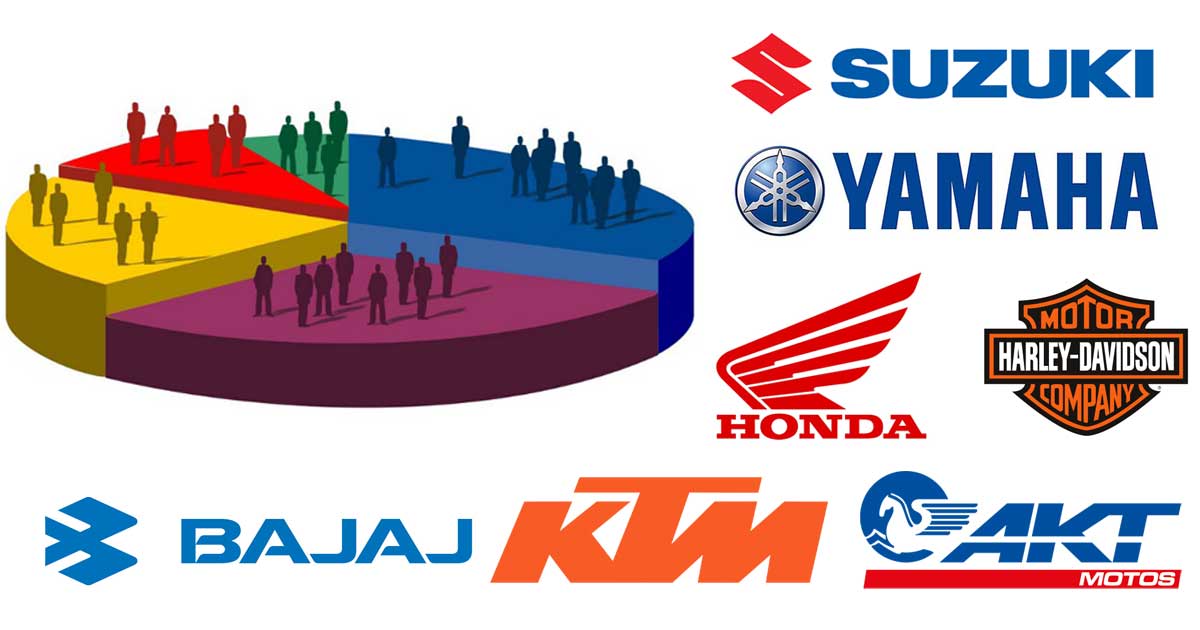 SUZUKI
YAMAHA
HONDA
MOTOR
HARLEY-DAVIDSON
COMPANY
BAJAJ
KTM
AKT
MOTOS